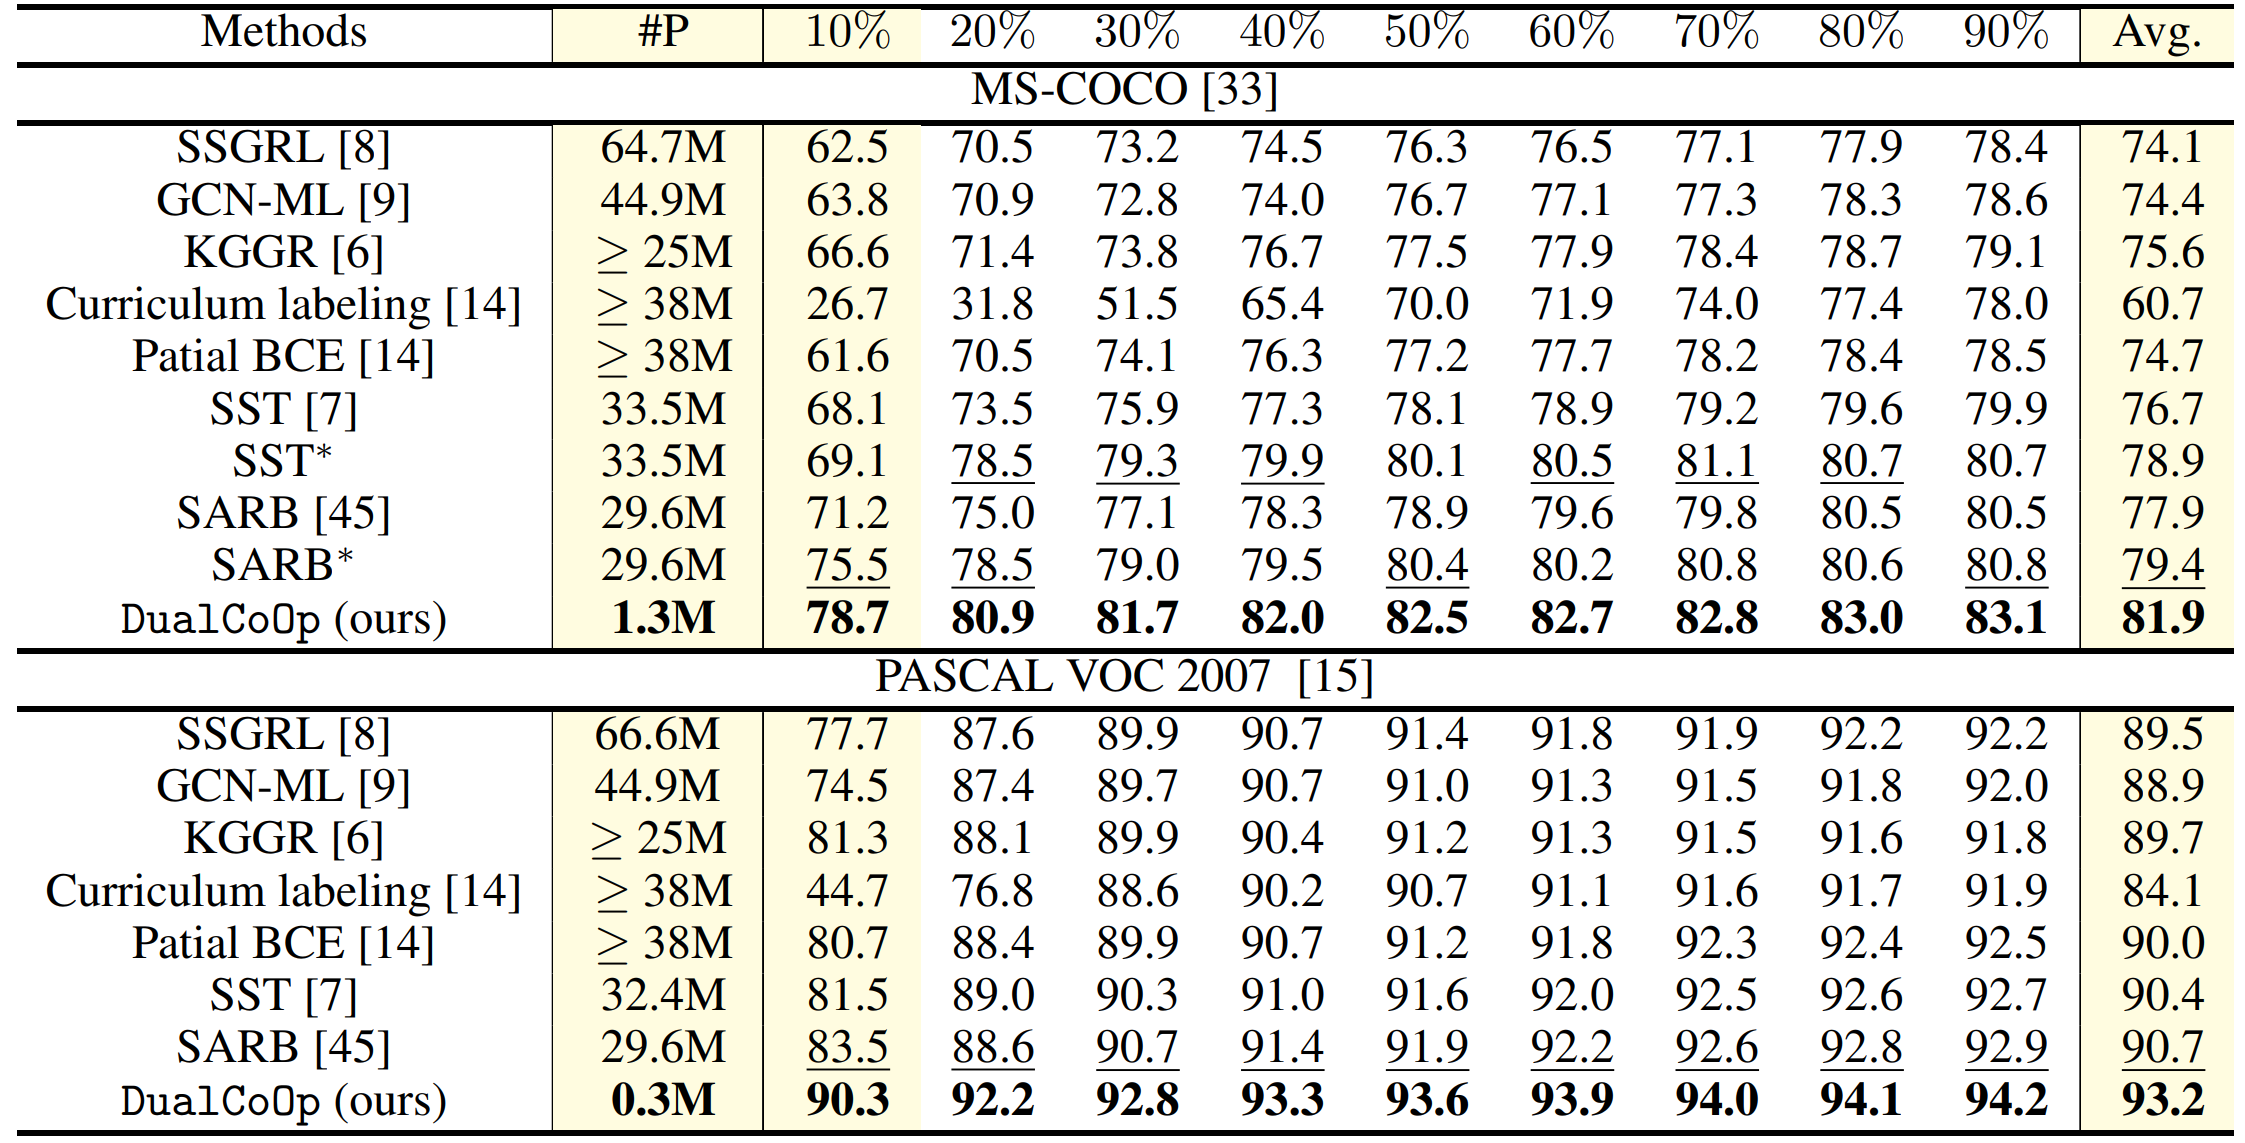 Methods #P 10% 20% 30% 40% 50% 60% 70% 80% 90% Avg.
MS-COCO [33]
SSGRL [8] 64.7M 62.5 70.5 73.2 74.5 76.3 76.5 77.1 77.9 78.4 74.1
GCN-ML [9] 44.9M 63.8 70.9 72.8 74.0 76.7 77.1 77.3 78.3 78.6 74.4
KGGR [6] ≥ 25M 66.6 71.4 73.8 76.7 77.5 77.9 78.4 78.7 79.1 75.6
Curriculum labeling [14] ≥ 38M 26.7 31.8 51.5 65.4 70.0 71.9 74.0 77.4 78.0 60.7
Patial BCE [14] ≥ 38M 61.6 70.5 74.1 76.3 77.2 77.7 78.2 78.4 78.5 74.7
SST [7] 33.5M 68.1 73.5 75.9 77.3 78.1 78.9 79.2 79.6 79.9 76.7
SST* 33.5M 69.1 78.5 79.3 79.9 80.1 80.5 81.1 80.7 80.7 78.9
SARB [45] 29.6M 71.2 75.0 77.1 78.3 78.9 79.6 79.8 80.5 80.5 77.9
SARB* 29.6M 75.5 78.5 79.0 79.5 80.4 80.2 80.8 80.6 80.8 79.4
DualCoOp (ours) 1.3M 78.7 80.9 81.7 82.0 82.5 82.7 82.8 83.0 83.1 81.9
PASCAL VOC 2007 [15]
SSGRL [8] 66.6M 77.7 87.6 89.9 90.7 91.4 91.8 91.9 92.2 92.2 89.5
GCN-ML [9] 44.9M 74.5 87.4 89.7 90.7 91.0 91.3 91.5 91.8 92.0 88.9
KGGR [6] ≥ 25M 81.3 88.1 89.9 90.4 91.2 91.3 91.5 91.6 91.8 89.7
Curriculum labeling [14] ≥ 38M 44.7 76.8 88.6 90.2 90.7 91.1 91.6 91.7 91.9 84.1
Patial BCE [14] ≥ 38M 80.7 88.4 89.9 90.7 91.2 91.8 92.3 92.4 92.5 90.0
SST [7] 32.4M 81.5 89.0 90.3 91.0 91.6 92.0 92.5 92.6 92.7 90.4
SARB [45] 29.6M 83.5 88.6 90.7 91.4 91.9 92.2 92.6 92.8 92.9 90.7
DualCoOp (ours) 0.3M 90.3 92.2 92.8 93.3 93.6 93.9 94.0 94.1 94.2 93.2